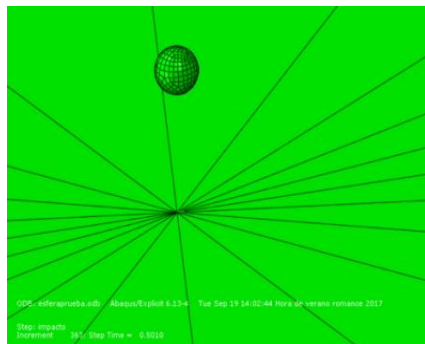 ODB: esferaprueba.odb    Abaqus/Explicit 6.13-4    Tue Sep 19 14:02:44 Hora de verano romance 2017
Step: impacto
Increment    363: Step Time =    0.5010